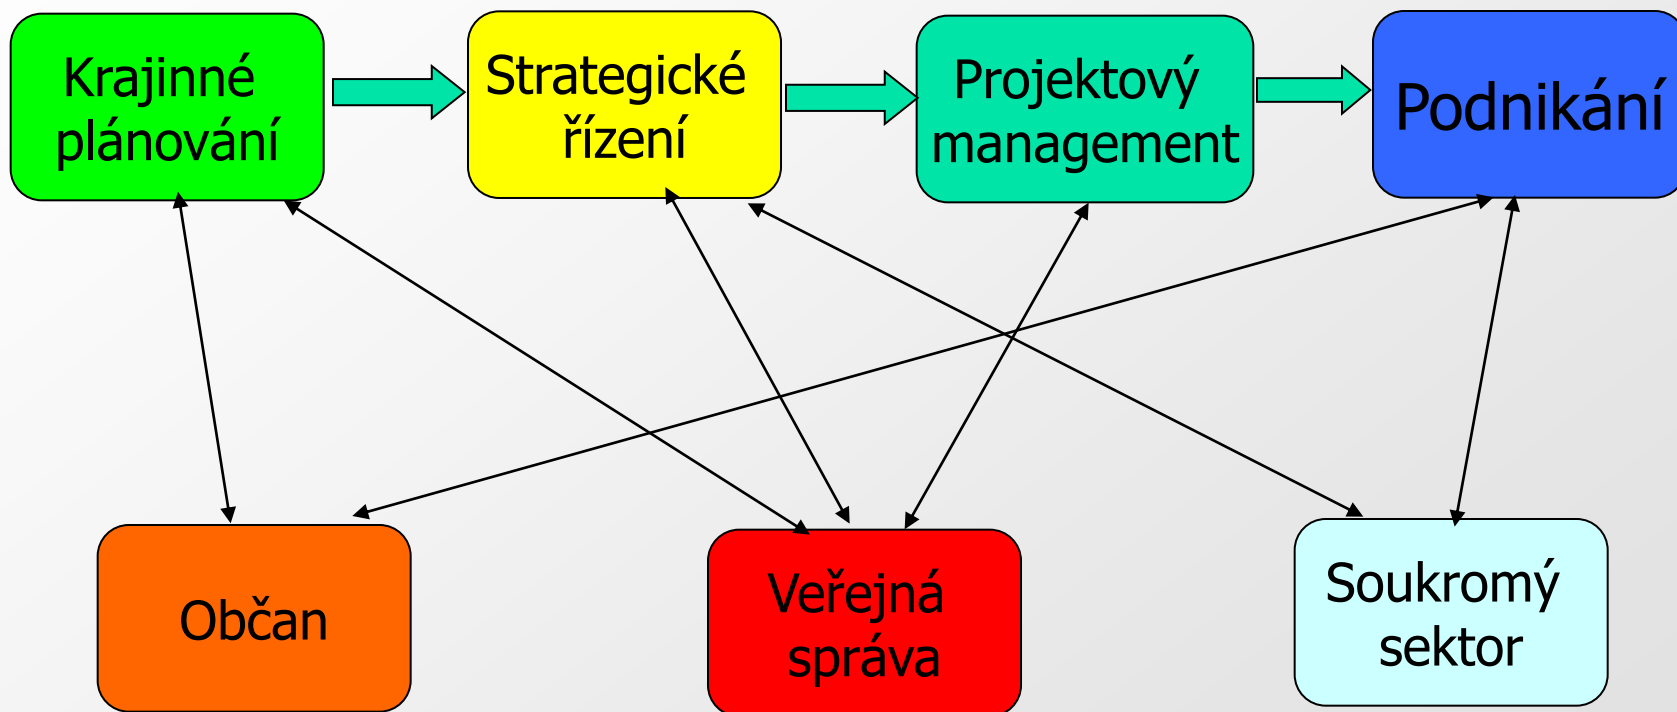 Krajinné
plánování
Strategické
řízení
Projektový
management
Podnikání
Občan
Veřejná
správa
Soukromý
sektor